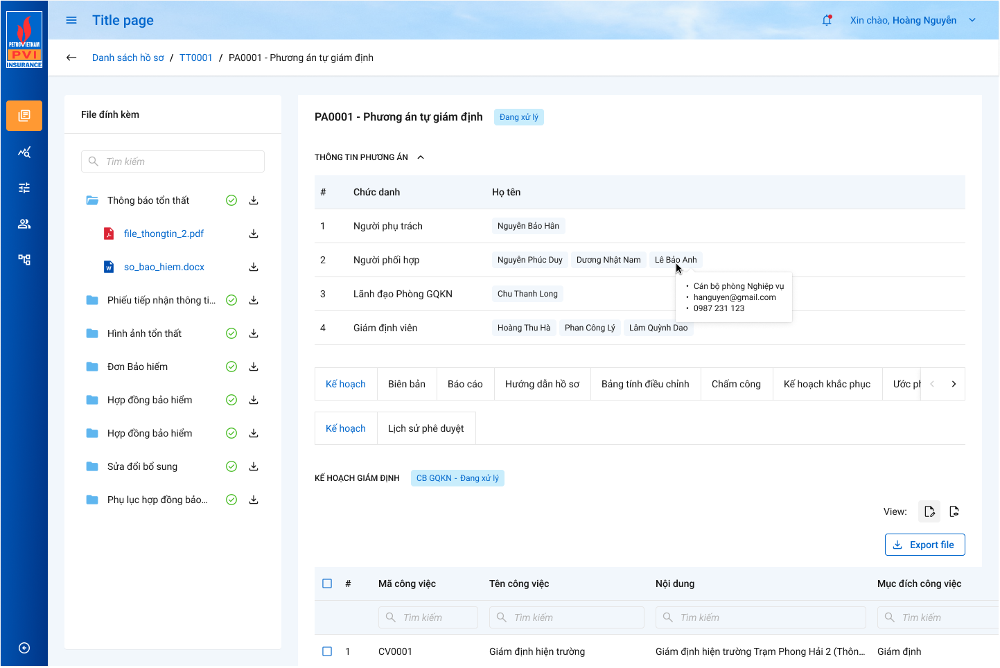 PETROVIETNAM
PVI
INSURANCE
Title page
Xin chào, Hoàng Nguyễn
Danh sách hồ sơ / TT0001 / PA0001 - Phương án tự giám định
File đính kèm
Tìm kiếm
Thông báo tổn thất
file_thongtin_2.pdf
so_bao_hiem.docx
Phiếu tiếp nhận thông ti...
Hình ảnh tổn thất
Đơn Bảo hiểm
Hợp đồng bảo hiểm
Hợp đồng bảo hiểm
Sửa đổi bổ sung
Phụ lục hợp đồng bảo...
PA0001 - Phương án tự giám định Đang xử lý
THÔNG TIN PHƯƠNG ÁN
# Chức danh Họ tên
1 Người phụ trách Nguyễn Bảo Hân
2 Người phối hợp Nguyễn Phúc Duy Dương Nhật Nam Lê Bảo Anh
• Cán bộ phòng Nghiệp vụ
• hanguyen@gmail.com
• 0987 231 123
3 Lãnh đạo Phòng GQKN Chu Thanh Long
4 Giám định viên Hoàng Thu Hà Phan Công Lý Lâm Quỳnh Dao
Kế hoạch Biên bản Báo cáo Hướng dẫn hồ sơ Bảng tính điều chỉnh Chấm công Kế hoạch khắc phục Ước ph
Kế hoạch Lịch sử phê duyệt
KẾ HOẠCH GIÁM ĐỊNH CB GQKN - Đang xử lý
View:
Export file
# Mã công việc Tên công việc Nội dung Mục đích công việc
Tìm kiếm Tìm kiếm Tìm kiếm Tìm kiếm
1 CV0001 Giám định hiện trường Giám định hiện trường Trạm Phong Hải 2 (Thôn... Giám định